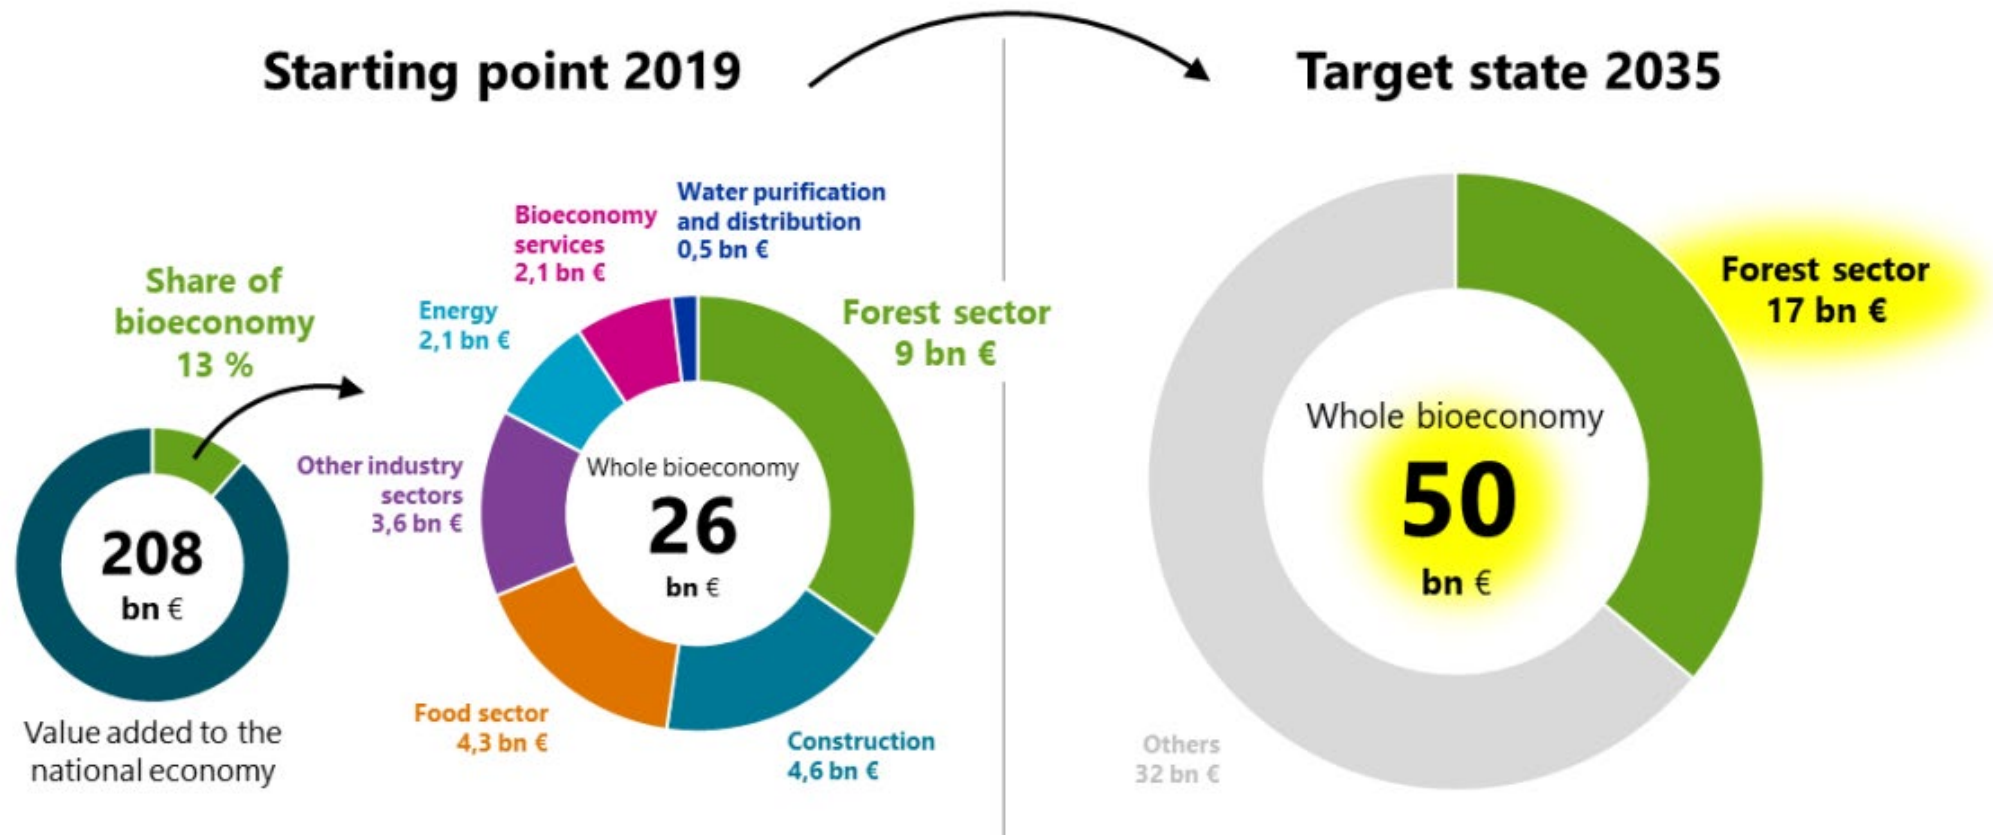 Starting point 2019
Target state 2035
Share of
bioeconomy
13 %
208
bn €
Value added to the
national economy
Water purification
and distribution
0,5 bn €
Bioeconomy
services
2,1 bn €
Energy
2,1 bn €
Other industry
sectors
3,6 bn €
Food sector
4,3 bn €
Construction
4,6 bn €
Forest sector
9 bn €
Whole bioeconomy
26
bn €
Forest sector
17 bn €
Whole bioeconomy
50
bn €
Others
32 bn €